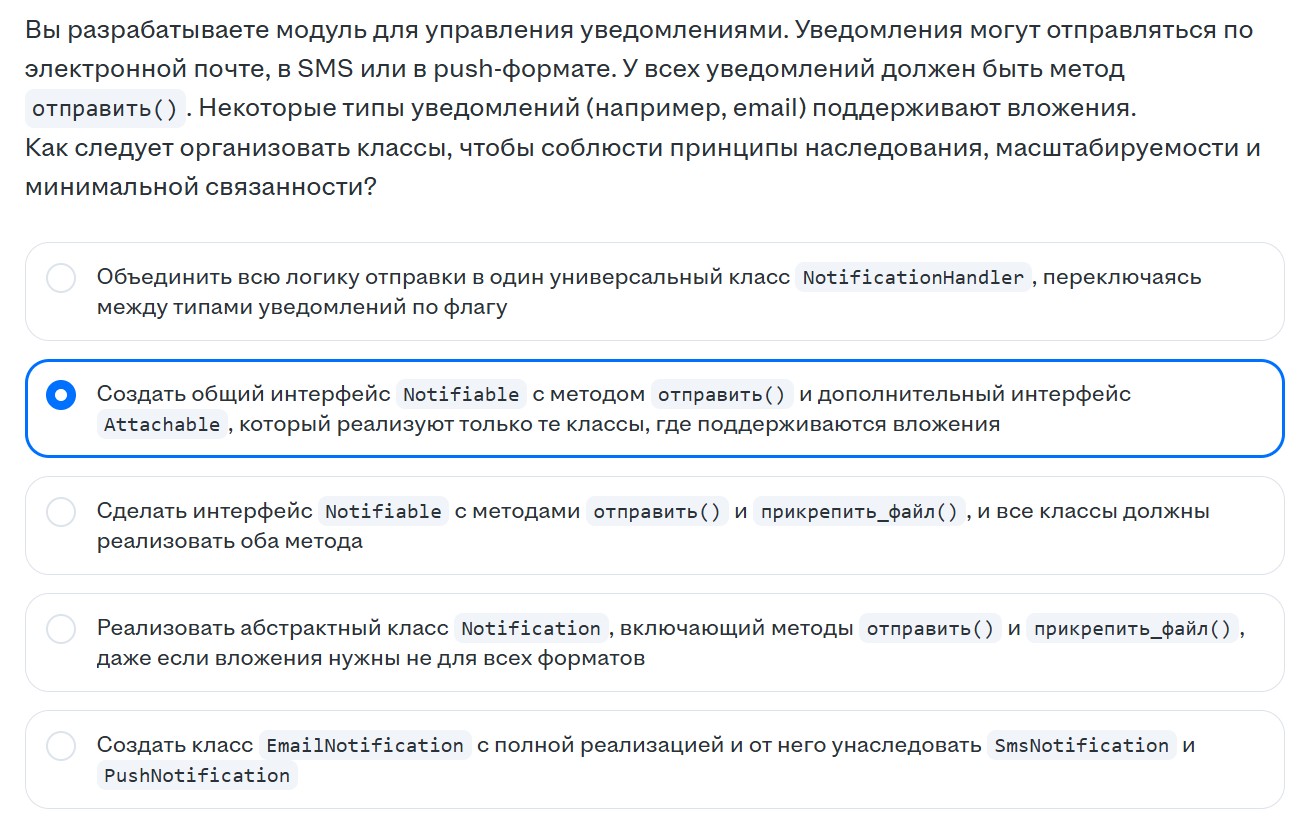 Вы разрабатываете модуль для управления уведомлениями. Уведомления могут отправляться по
электронной почте, в SMS или в push-формате. У всех уведомлений должен быть метод
отправить() . Некоторые типы уведомлений (например, email) поддерживают вложения.
Как следует организовать классы, чтобы соблюсти принципы наследования, масштабируемости и
минимальной связанности?
Объединить всю логику отправки в один универсальный класс NotificationHandler , переключаясь
между типами уведомлений по флагу
Создать общий интерфейс Notifiable с методом отправить() и дополнительный интерфейс
Attachable , который реализуют только те классы, где поддерживаются вложения
Сделать интерфейс Notifiable с методами отправить() и прикрепить_файл() , и все классы должны
реализовать оба метода
Реализовать абстрактный класс Notification , включающий методы отправить() и прикрепить_файл() ,
даже если вложения нужны не для всех форматов
Создать класс EmailNotification с полной реализацией и от него унаследовать SmsNotification и
PushNotification